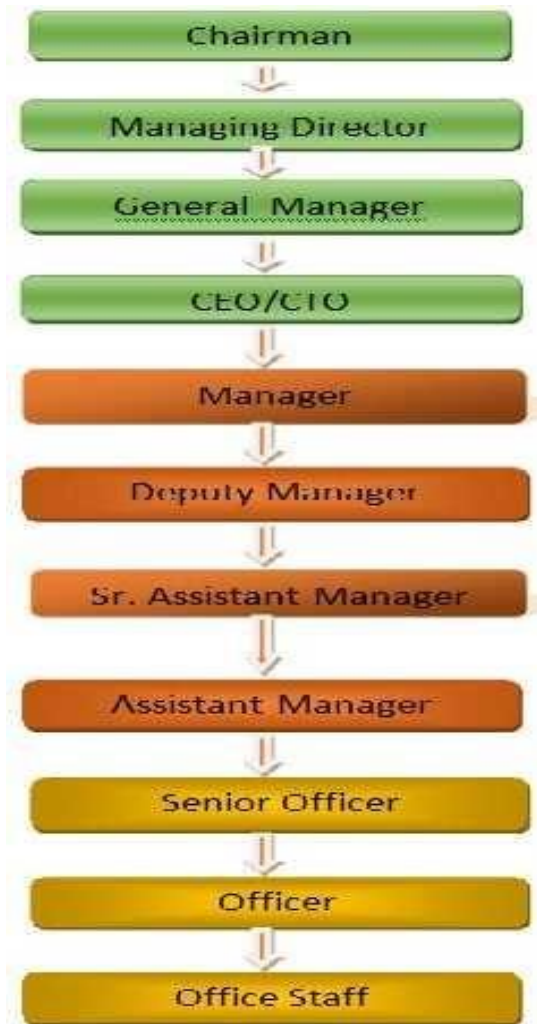 Chairman
Managing Director
General Manager
CEO/CTO
Manager
Deputy Manager
Sr. Assistant Manager
Assistant Manager
Senior Officer
Officer
Office Staff